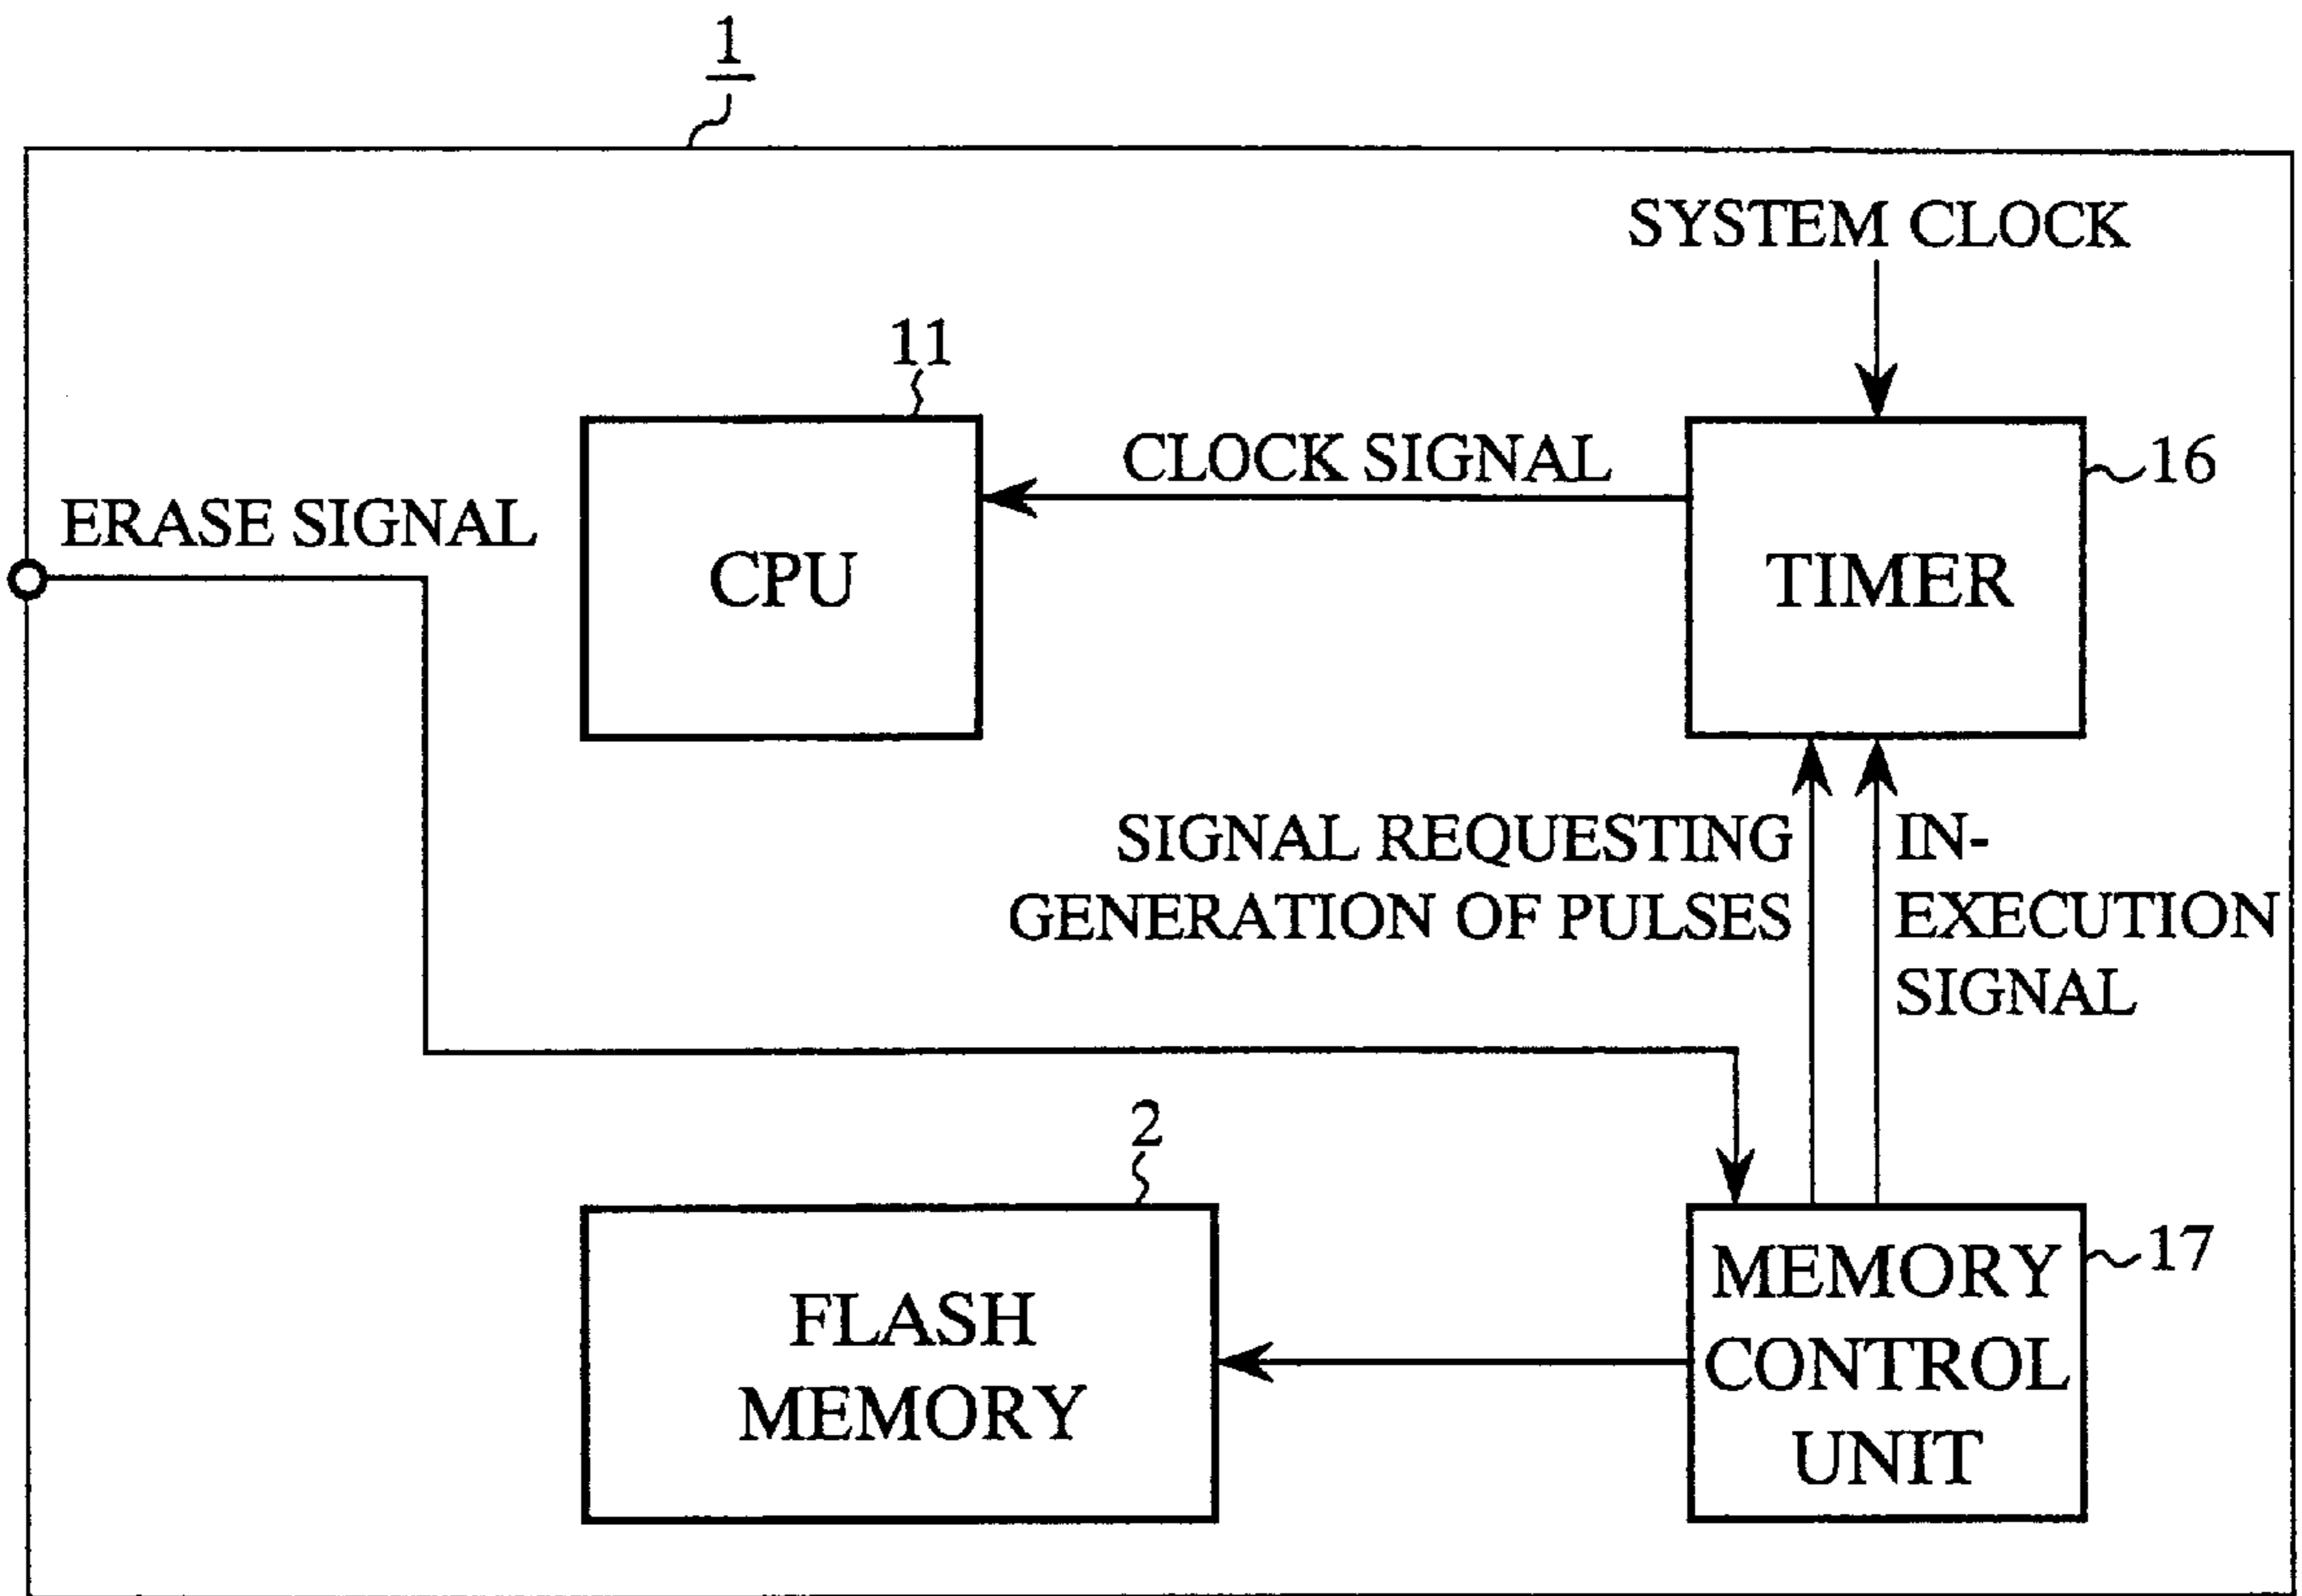 1
SYSTEM CLOCK
11
CLOCK SIGNAL
16
ERASE SIGNAL
CPU
TIMER
SIGNAL REQUESTING
GENERATION OF PULSES
IN-
EXECUTION
SIGNAL
2
17
FLASH
MEMORY
MEMORY
CONTROL
UNIT